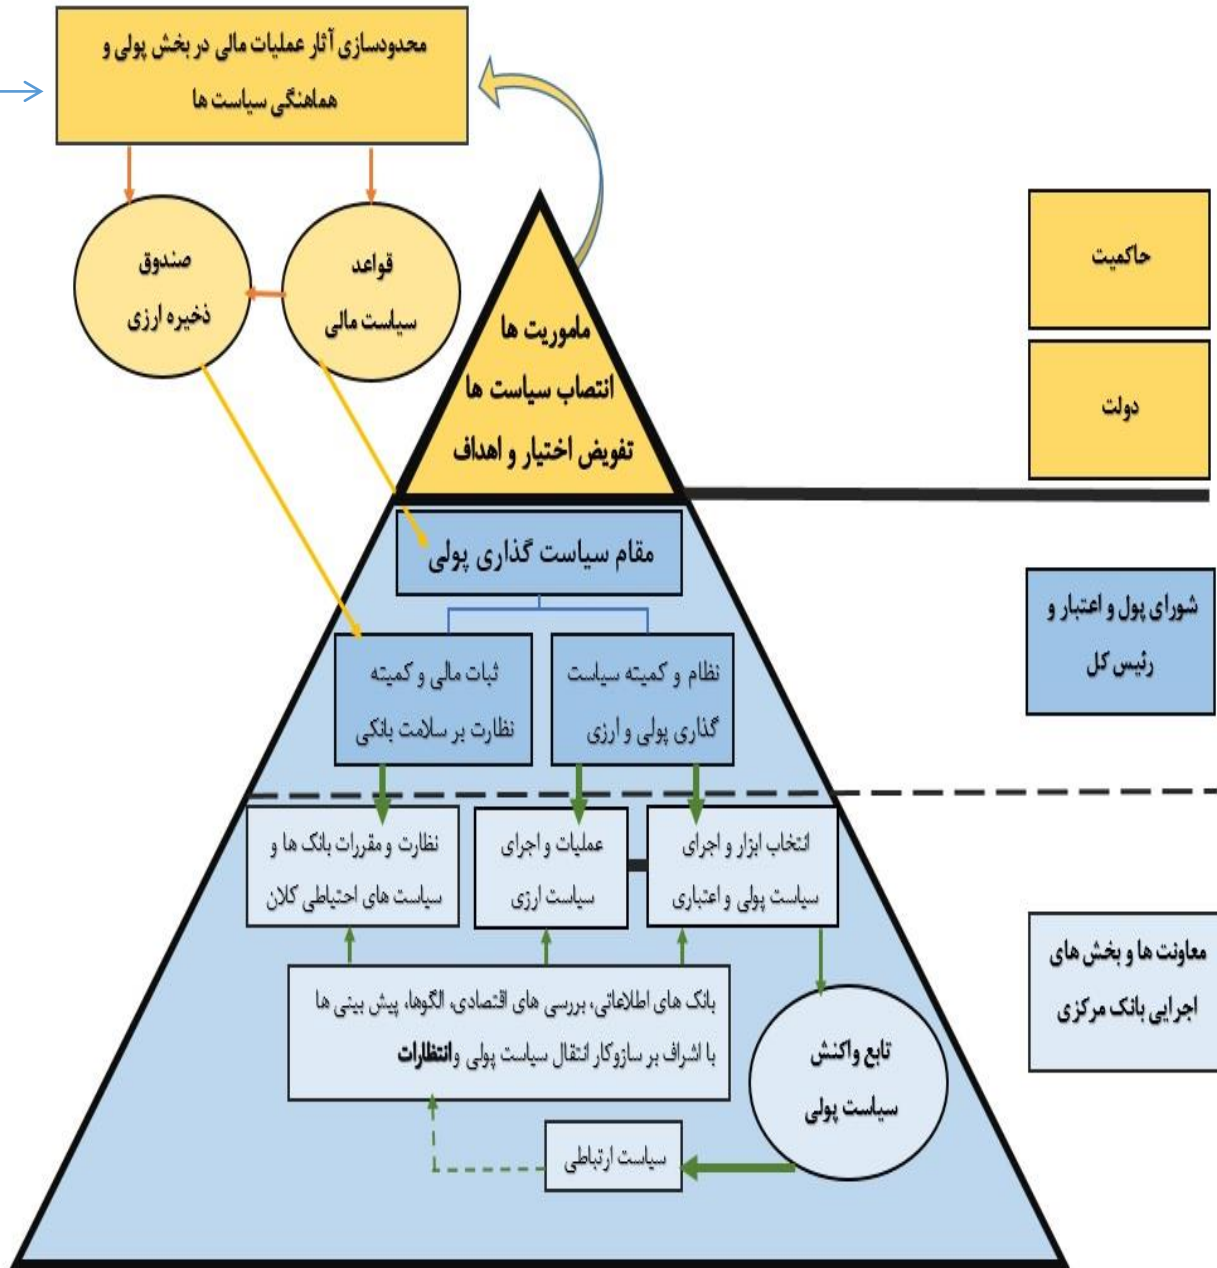 محدودسازی آثار عملیات مالی در بخش پولی و
هماهنگی سیاست ها
قواعد
سیاست مالی
صندوق
ذخیره ارزی
حاکمیت
دولت
ماموریت ها
انتصاب سیاست ها
تفویض اختیار و اهداف
مقام سیاست گذاری پولی
شورای پول و اعتبار و
رئیس کل
نظام و کمیته سیاست
گذاری پولی و ارزی
ثبات مالی و کمیته
نظارت بر سلامت بانکی
انتخاب ابزار و اجرای
سیاست پولی و اعتباری
عملیات و اجرای
سیاست ارزی
نظارت و مقررات بانک ها و
سیاست های احتیاطی کلان
معاونت ها و بخش های
اجرایی بانک مرکزی
بانک های اطلاعاتی، بررسی های اقتصادی، الگوها، پیش بینی ها
با اشراف بر سازوکار انتقال سیاست پولی وانتظارات
تابع واکنش
سیاست پولی
سیاست ارتباطی